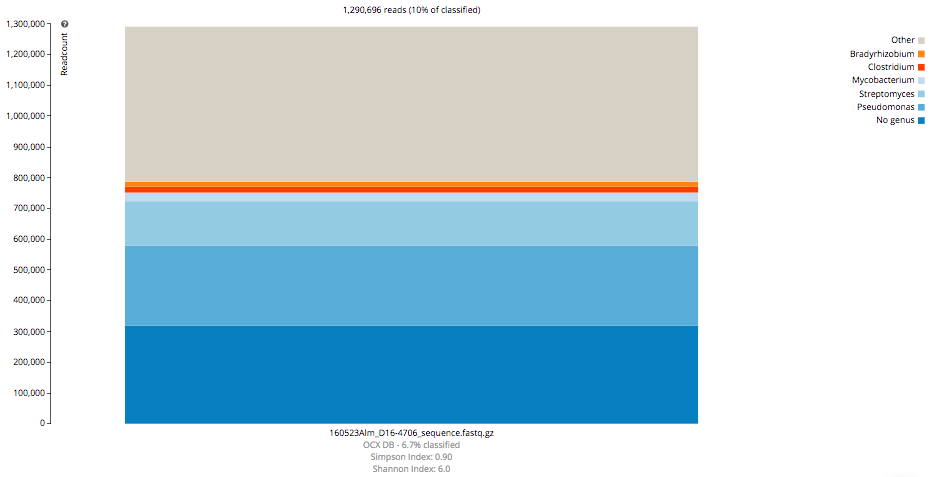 1,290,696 reads (10% of classified)
1,300,000
1,200,000
1,100,000
1,000,000
900,000
800,000
700,000
600,000
500,000
400,000
300,000
200,000
100,000
0
Readcount
?
Other
Bradyrhizobium
Clostridium
Mycobacterium
Streptomyces
Pseudomonas
No genus
160523Alm_D16-4706_sequence.fastq.gz
OCX DB - 6.7% classified
Simpson Index: 0.90
Shannon Index: 6.0